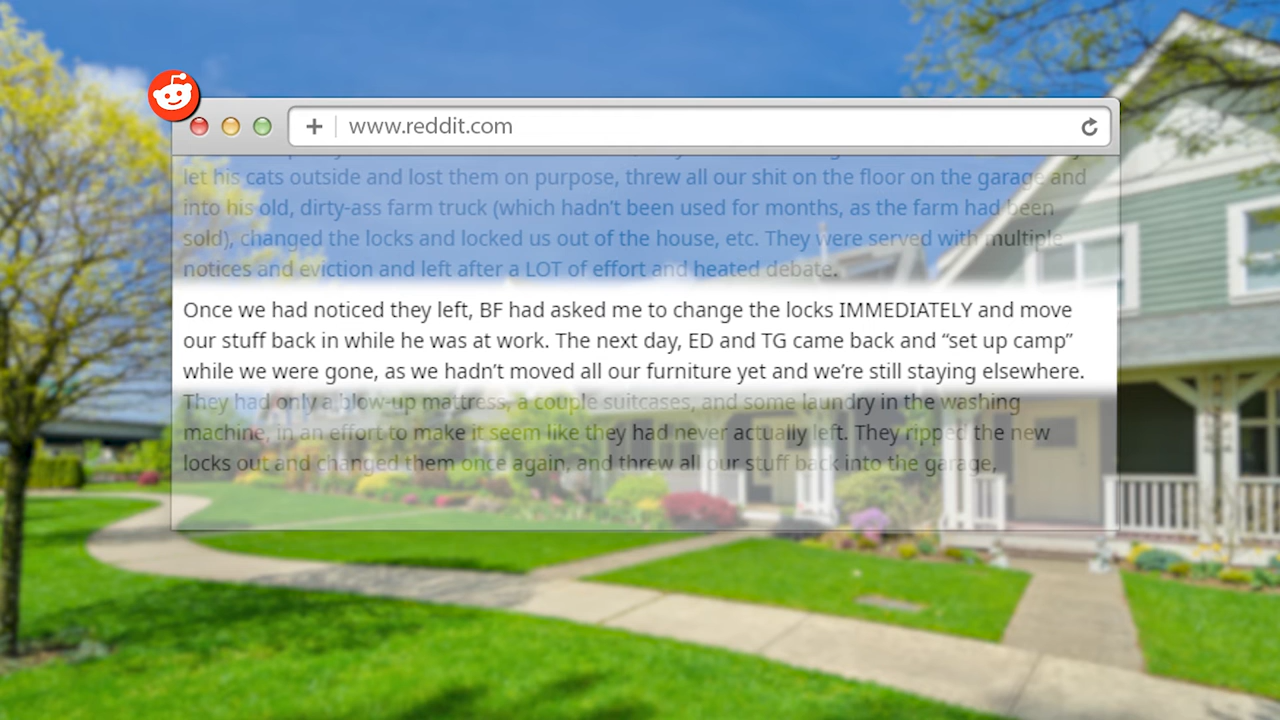 www.reddit.com
let his cats outside and lost them on purpose, threw all our shit on the floor on the garage and
into his old, dirty-ass farm truck (which hadn't been used for months, as the farm had been
sold), changed the locks and locked us out of the house, etc. They were served with multiple
notices and eviction and left after a LOT of effort and heated debate.
Once we had noticed they left, BF had asked me to change the locks IMMEDIATELY and move
our stuff back in while he was at work. The next day, ED and TG came back and “set up camp”
while we were gone, as we hadn’t moved all our furniture yet and we’re still staying elsewhere.
They had only a blow-up mattress, a couple suitcases, and some laundry in the washing
machine, in an effort to make it seem like they had never actually left. They ripped the new
locks out and changed them once again, and threw all our stuff back into the garage,